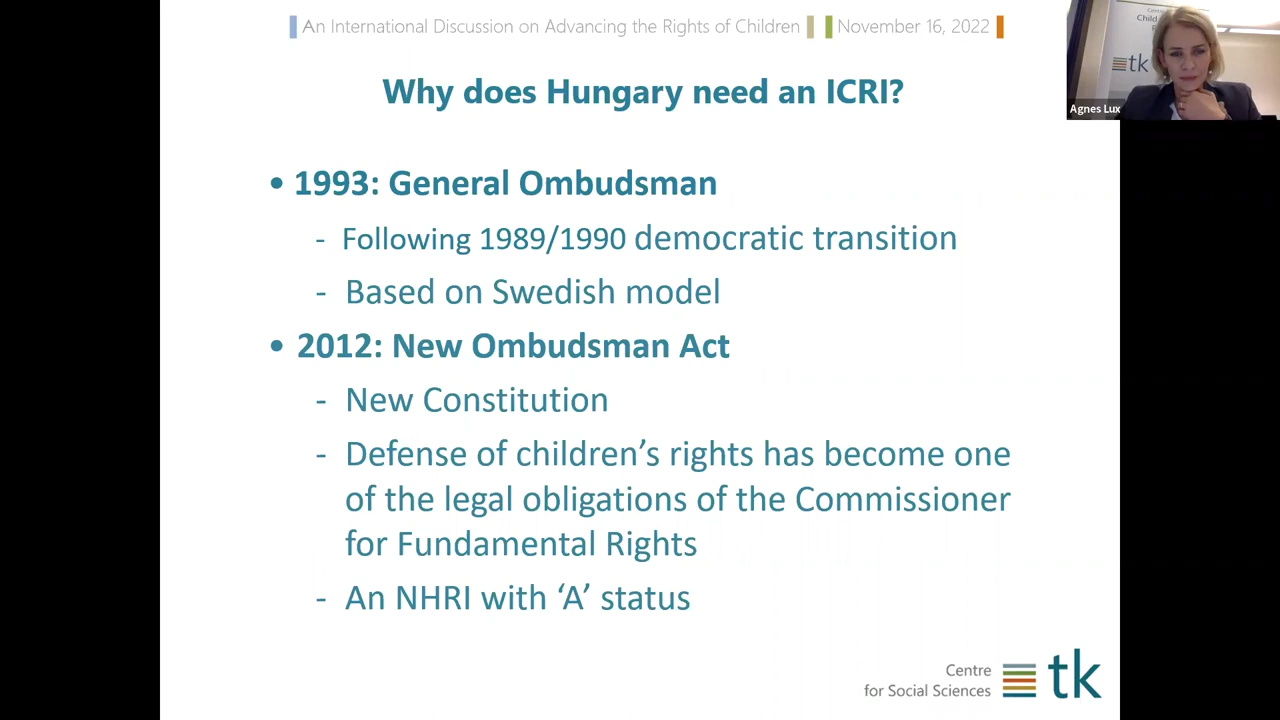 An International Discussion on Advancing the Rights of Children
November 16, 2022
Why does Hungary need an ICRI?
• 1993: General Ombudsman
- Following 1989/1990 democratic transition
- Based on Swedish model
• 2012: New Ombudsman Act
- New Constitution
- Defense of children’s rights has become one
of the legal obligations of the Commissioner
for Fundamental Rights
- An NHRI with ‘A’ status
Centre
for Social Sciences
tk
Child
tk
Agnes Lux